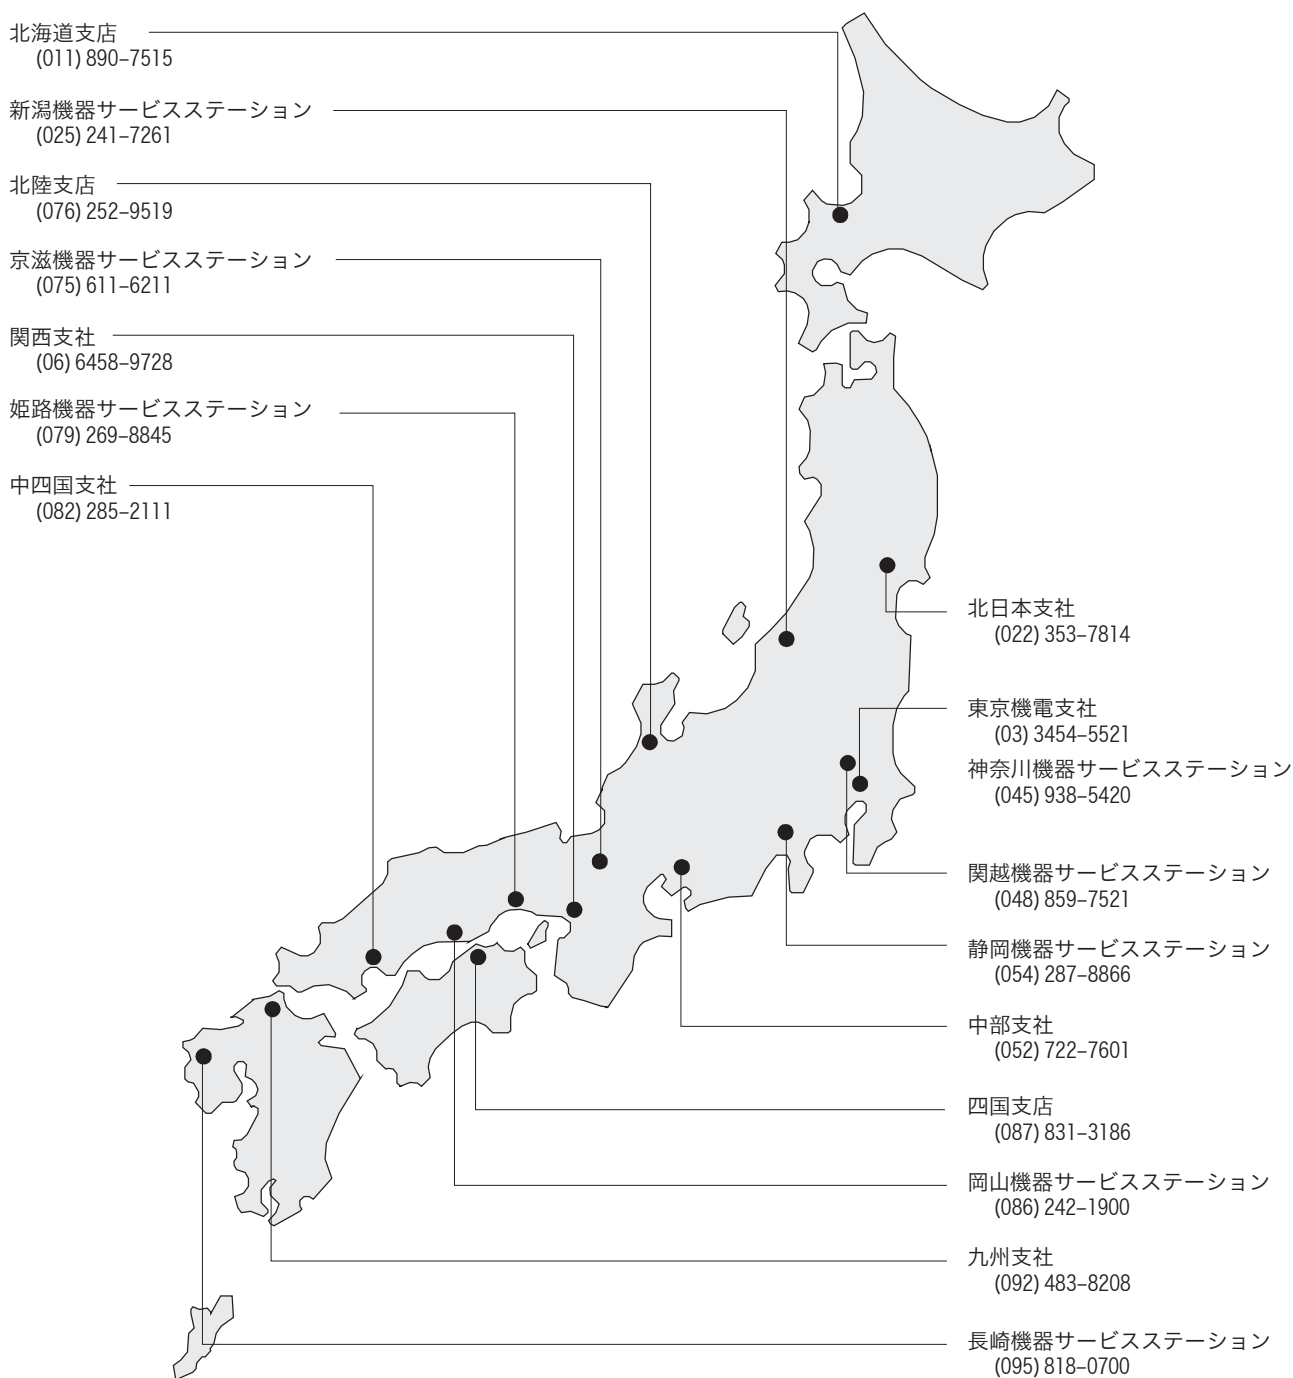 北海道支店
(011) 890–7515
新潟機器サービスステーション
(025) 241–7261
北陸支店
(076) 252–9519
京滋機器サービスステーション
(075) 611–6211
関西支社
(06) 6458–9728
姫路機器サービスステーション
(079) 269–8845
中四国支社
(082) 285–2111
北日本支社
(022) 353–7814
東京機電支社
(03) 3454–5521
神奈川機器サービスステーション
(045) 938–5420
関越機器サービスステーション
(048) 859–7521
静岡機器サービスステーション
(054) 287–8866
中部支社
(052) 722–7601
四国支店
(087) 831–3186
岡山機器サービスステーション
(086) 242–1900
九州支社
(092) 483–8208
長崎機器サービスステーション
(095) 818–0700